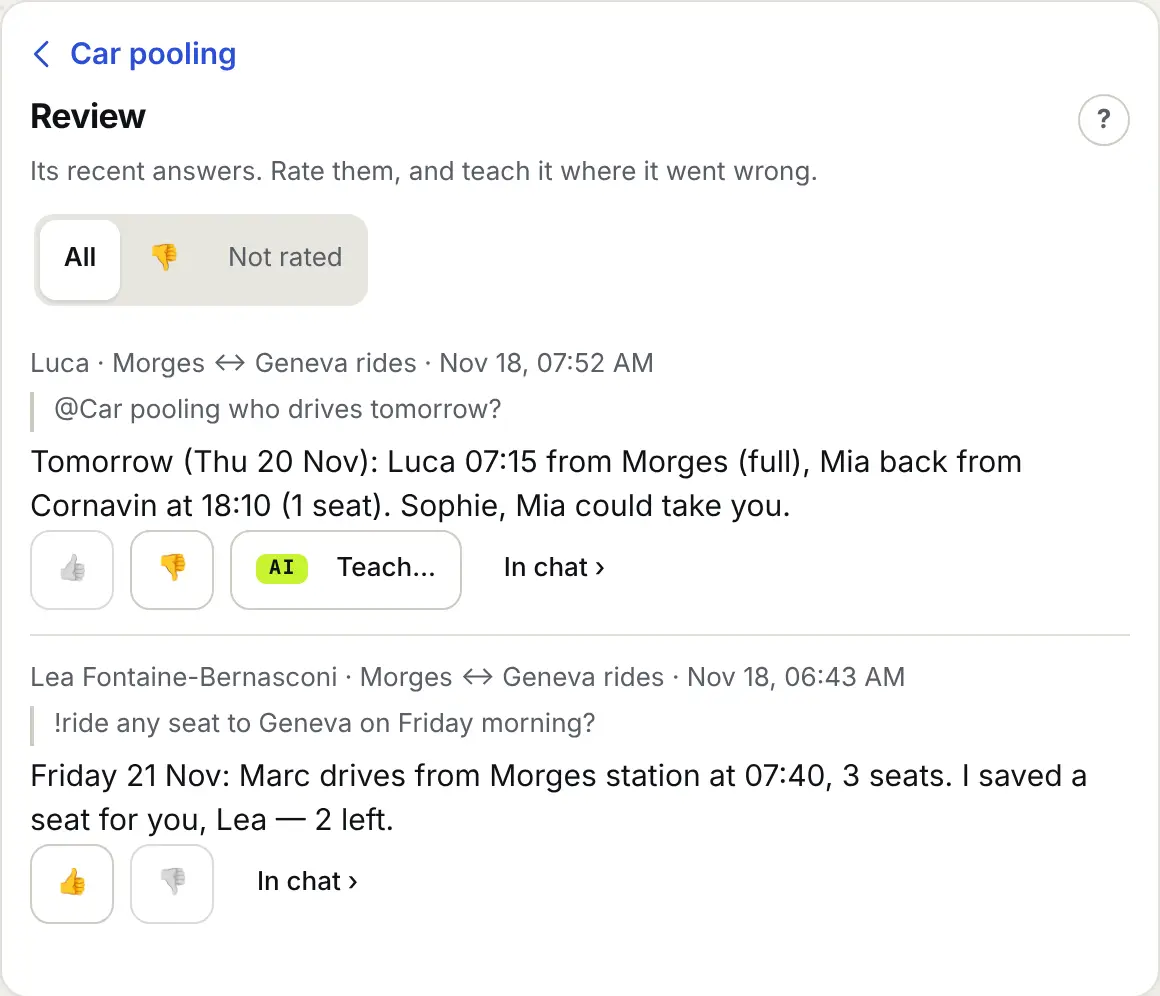 Car pooling
Review
?
Its recent answers. Rate them, and teach it where it went wrong.
All 👎 Not rated
Luca · Morges ↔ Geneva rides · Nov 18, 07:52 AM
@Car pooling who drives tomorrow?
Tomorrow (Thu 20 Nov): Luca 07:15 from Morges (full), Mia back from
Cornavin at 18:10 (1 seat). Sophie, Mia could take you.
👍 👎 AI Teach... In chat ›
Lea Fontaine-Bernasconi · Morges ↔ Geneva rides · Nov 18, 06:43 AM
!ride any seat to Geneva on Friday morning?
Friday 21 Nov: Marc drives from Morges station at 07:40, 3 seats. I saved a
seat for you, Lea — 2 left.
👍 👎 In chat ›